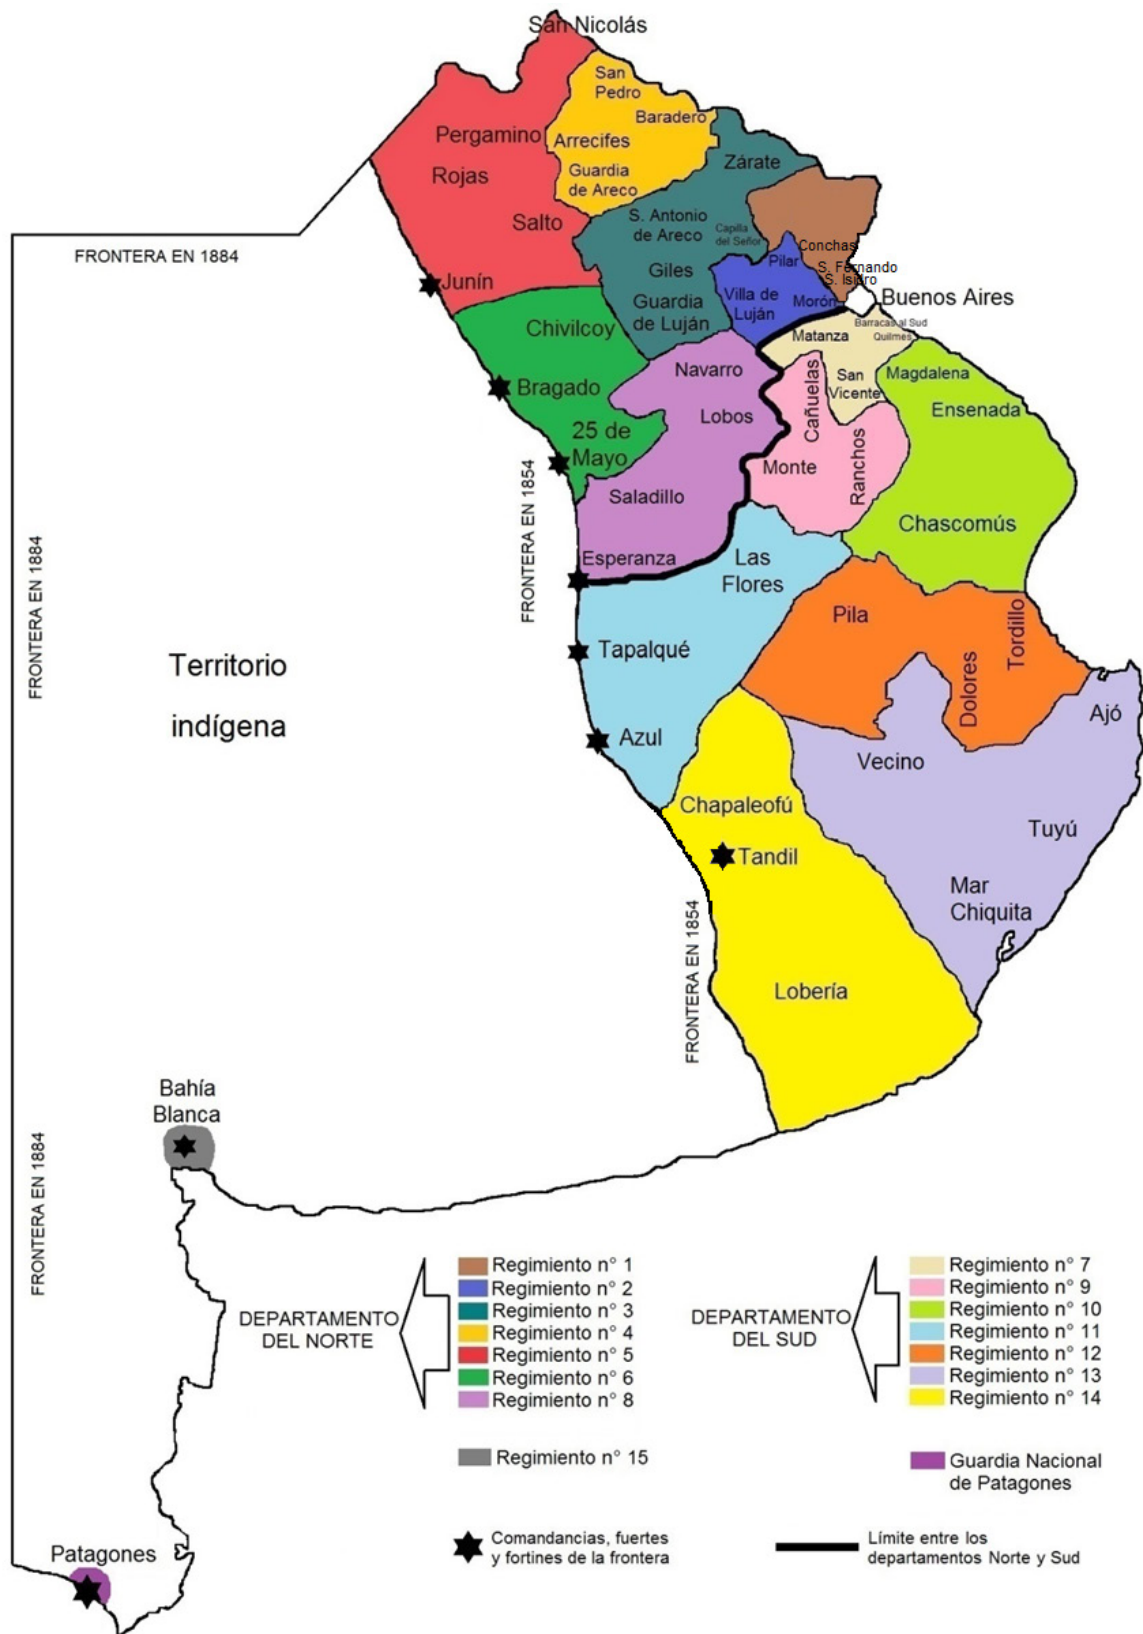 San Nicolás
San
Pedro
Baradero
Arrecifes
Guardia
de Areco
Pergamino
Rojas
Salto
Zárate
S. Antonio
de Areco
Capilla
del Señor
Giles
Guardia
de Luján
Conchas
S. Fernando
S. Isidro
Pilar
Villa de
Luján
Morón
Buenos Aires
FRONTERA EN 1884
Junín
Chivilcoy
Bragado
25 de
Mayo
Navarro
Lobos
Saladillo
Esperanza
Barracas al Sud
Quilmes
Matanza
San
Vicente
Cañuelas
Monte
Ranchos
Magdalena
Ensenada
Chascomús
FRONTERA EN 1854
FRONTERA EN 1884
Las
Flores
Tapalqué
Azul
Pila
Dolores
Tordillo
Territorio
indígena
Ajó
Vecino
Tuyú
Mar
Chiquita
Chapaleofú
Tandil
Lobería
FRONTERA EN 1854
Bahía
Blanca
FRONTERA EN 1884
DEPARTAMENTO
DEL NORTE
Regimiento n° 1
Regimiento n° 2
Regimiento n° 3
Regimiento n° 4
Regimiento n° 5
Regimiento n° 6
Regimiento n° 8
DEPARTAMENTO
DEL SUD
Regimiento n° 7
Regimiento n° 9
Regimiento n° 10
Regimiento n° 11
Regimiento n° 12
Regimiento n° 13
Regimiento n° 14
Regimiento n° 15
Guardia Nacional
de Patagones
Patagones
Comandancias, fuertes
y fortines de la frontera
Límite entre los
departamentos Norte y Sud